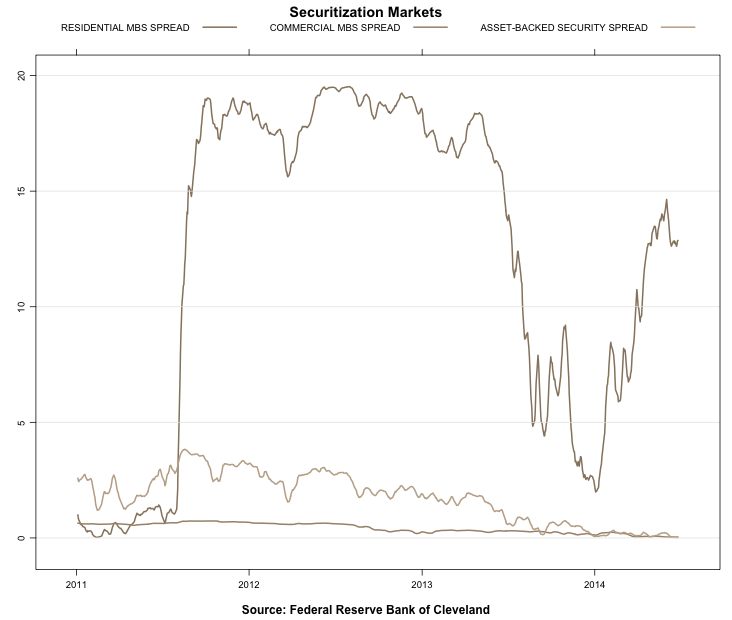 Securitization Markets
RESIDENTIAL MBS SPREAD COMMERCIAL MBS SPREAD ASSET-BACKED SECURITY SPREAD
20
15
10
5
0
2011 2012 2013 2014
Source: Federal Reserve Bank of Cleveland